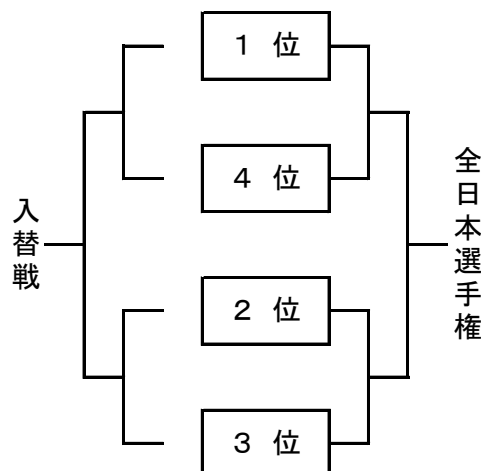 1 位
4 位
2 位
3 位
入替戦
全日本選手権